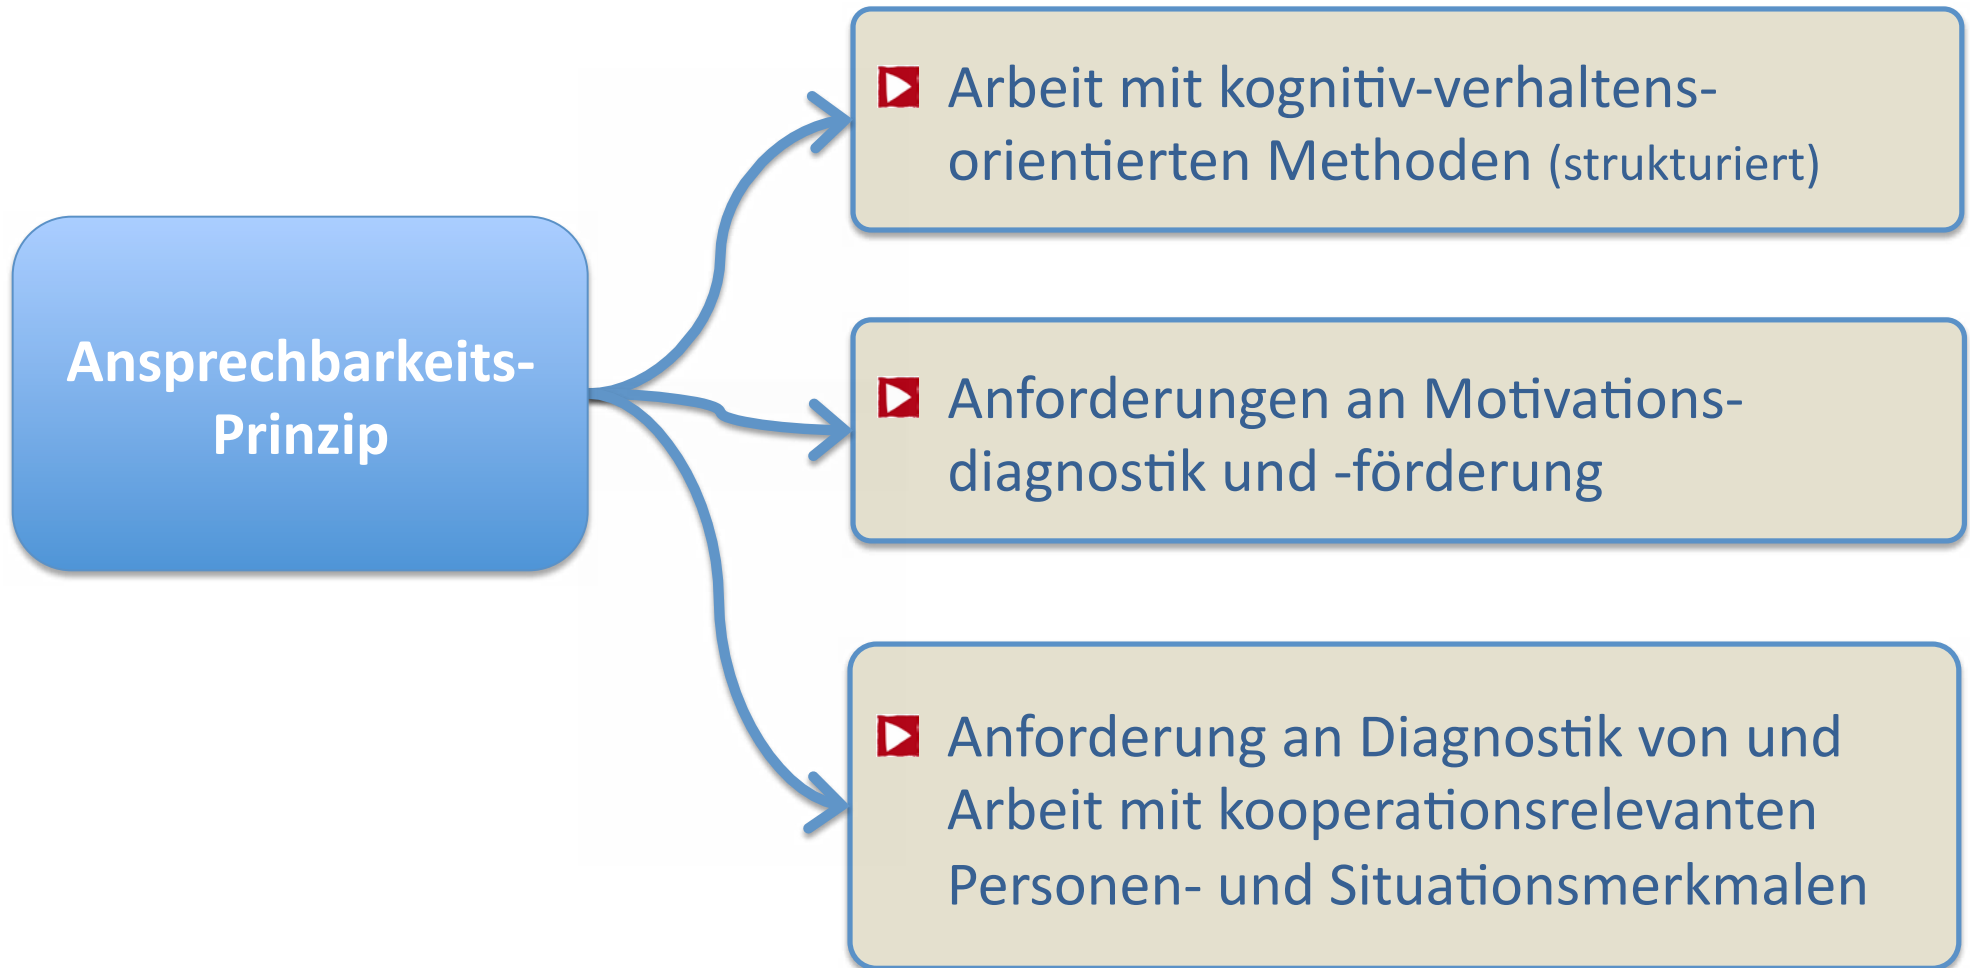 Ansprechbarkeits-
Prinzip
Arbeit mit kognitiv-verhaltens-
orientierten Methoden (strukturiert)
Anforderungen an Motivations-
diagnostik und -förderung
Anforderung an Diagnostik von und
Arbeit mit kooperationsrelevanten
Personen- und Situationsmerkmalen